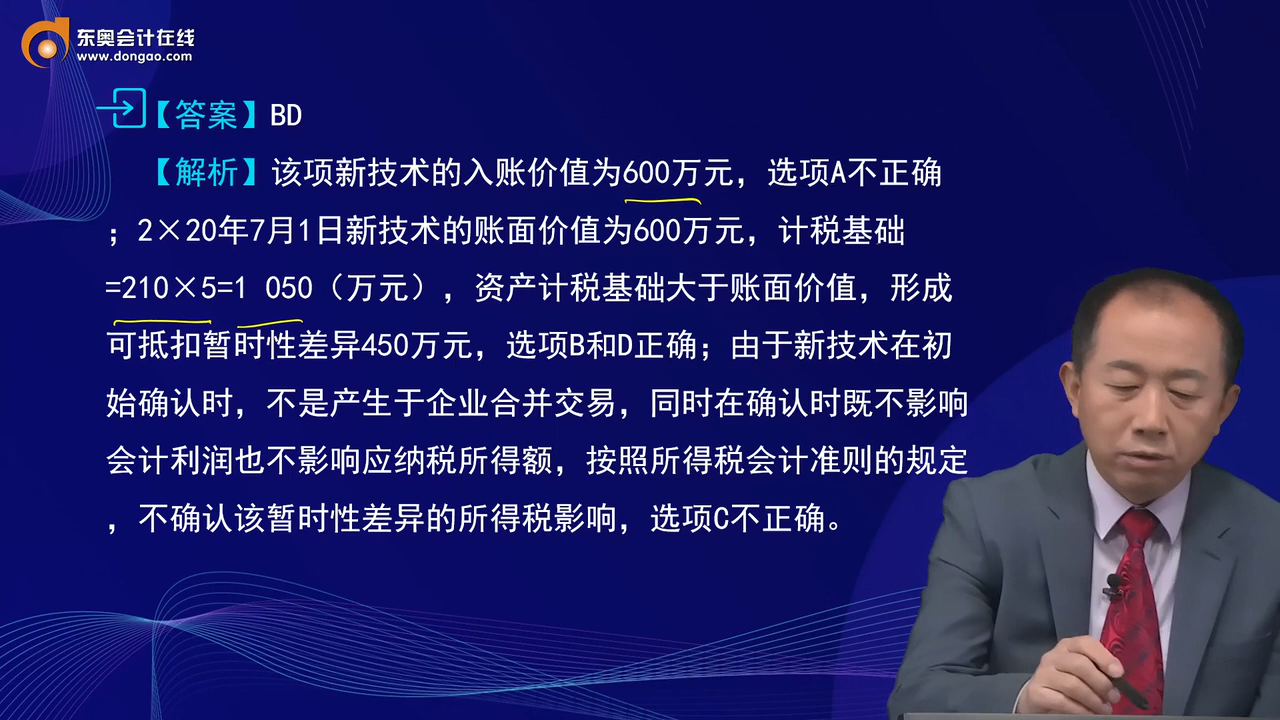 东奥会计在线
www.dongao.com
【答案】BD
【解析】该项新技术的入账价值为600万元，选项A不正确
；2×20年7月1日新技术的账面价值为600万元，计税基础
=210×5=1 050（万元），资产计税基础大于账面价值，形成
可抵扣暂时性差异450万元，选项B和D正确；由于新技术在初
始确认时，不是产生于企业合并交易，同时在确认时既不影响
会计利润也不影响应纳税所得额，按照所得税会计准则的规定
，不确认该暂时性差异的所得税影响，选项C不正确。